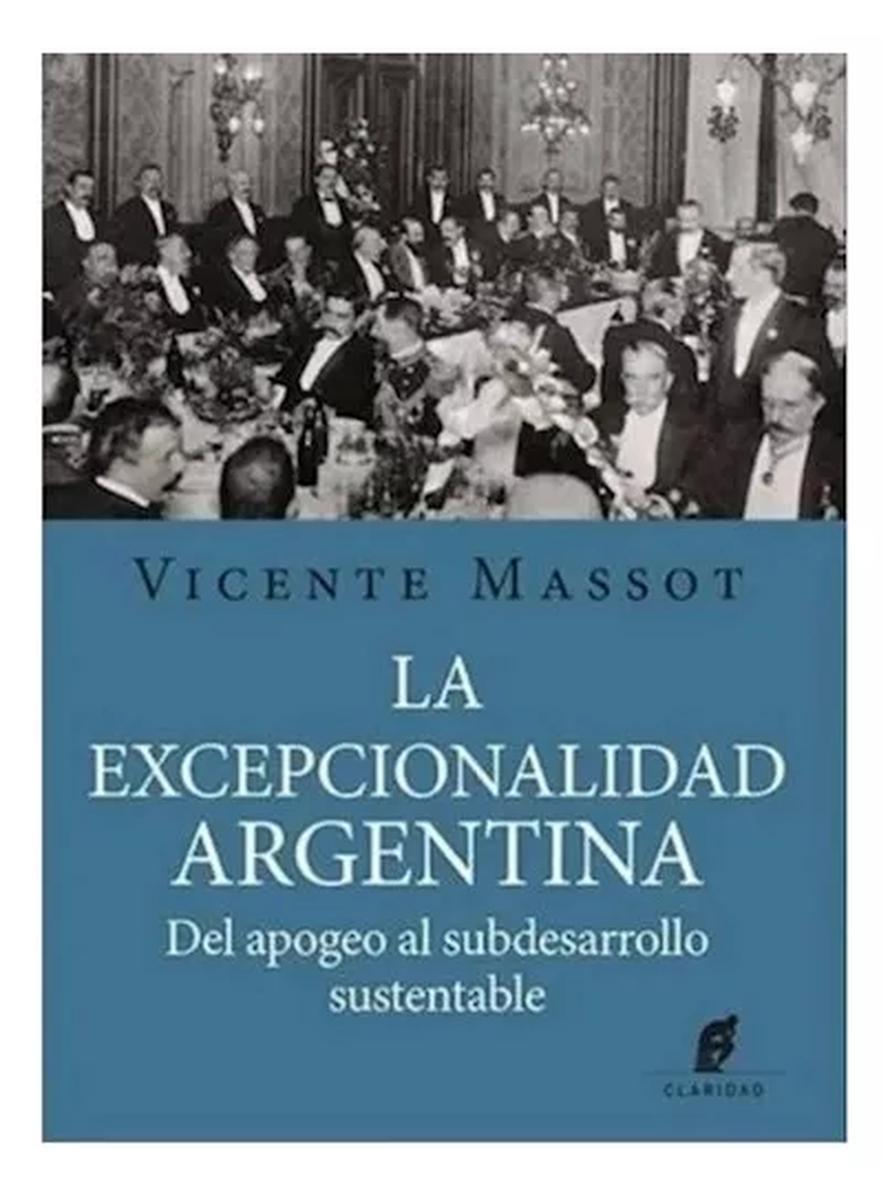 VICENTE MASSOT
LA
EXCEPCIONALIDAD
ARGENTINA
Del apogeo al subdesarrollo
sustentable
CLARIDAD